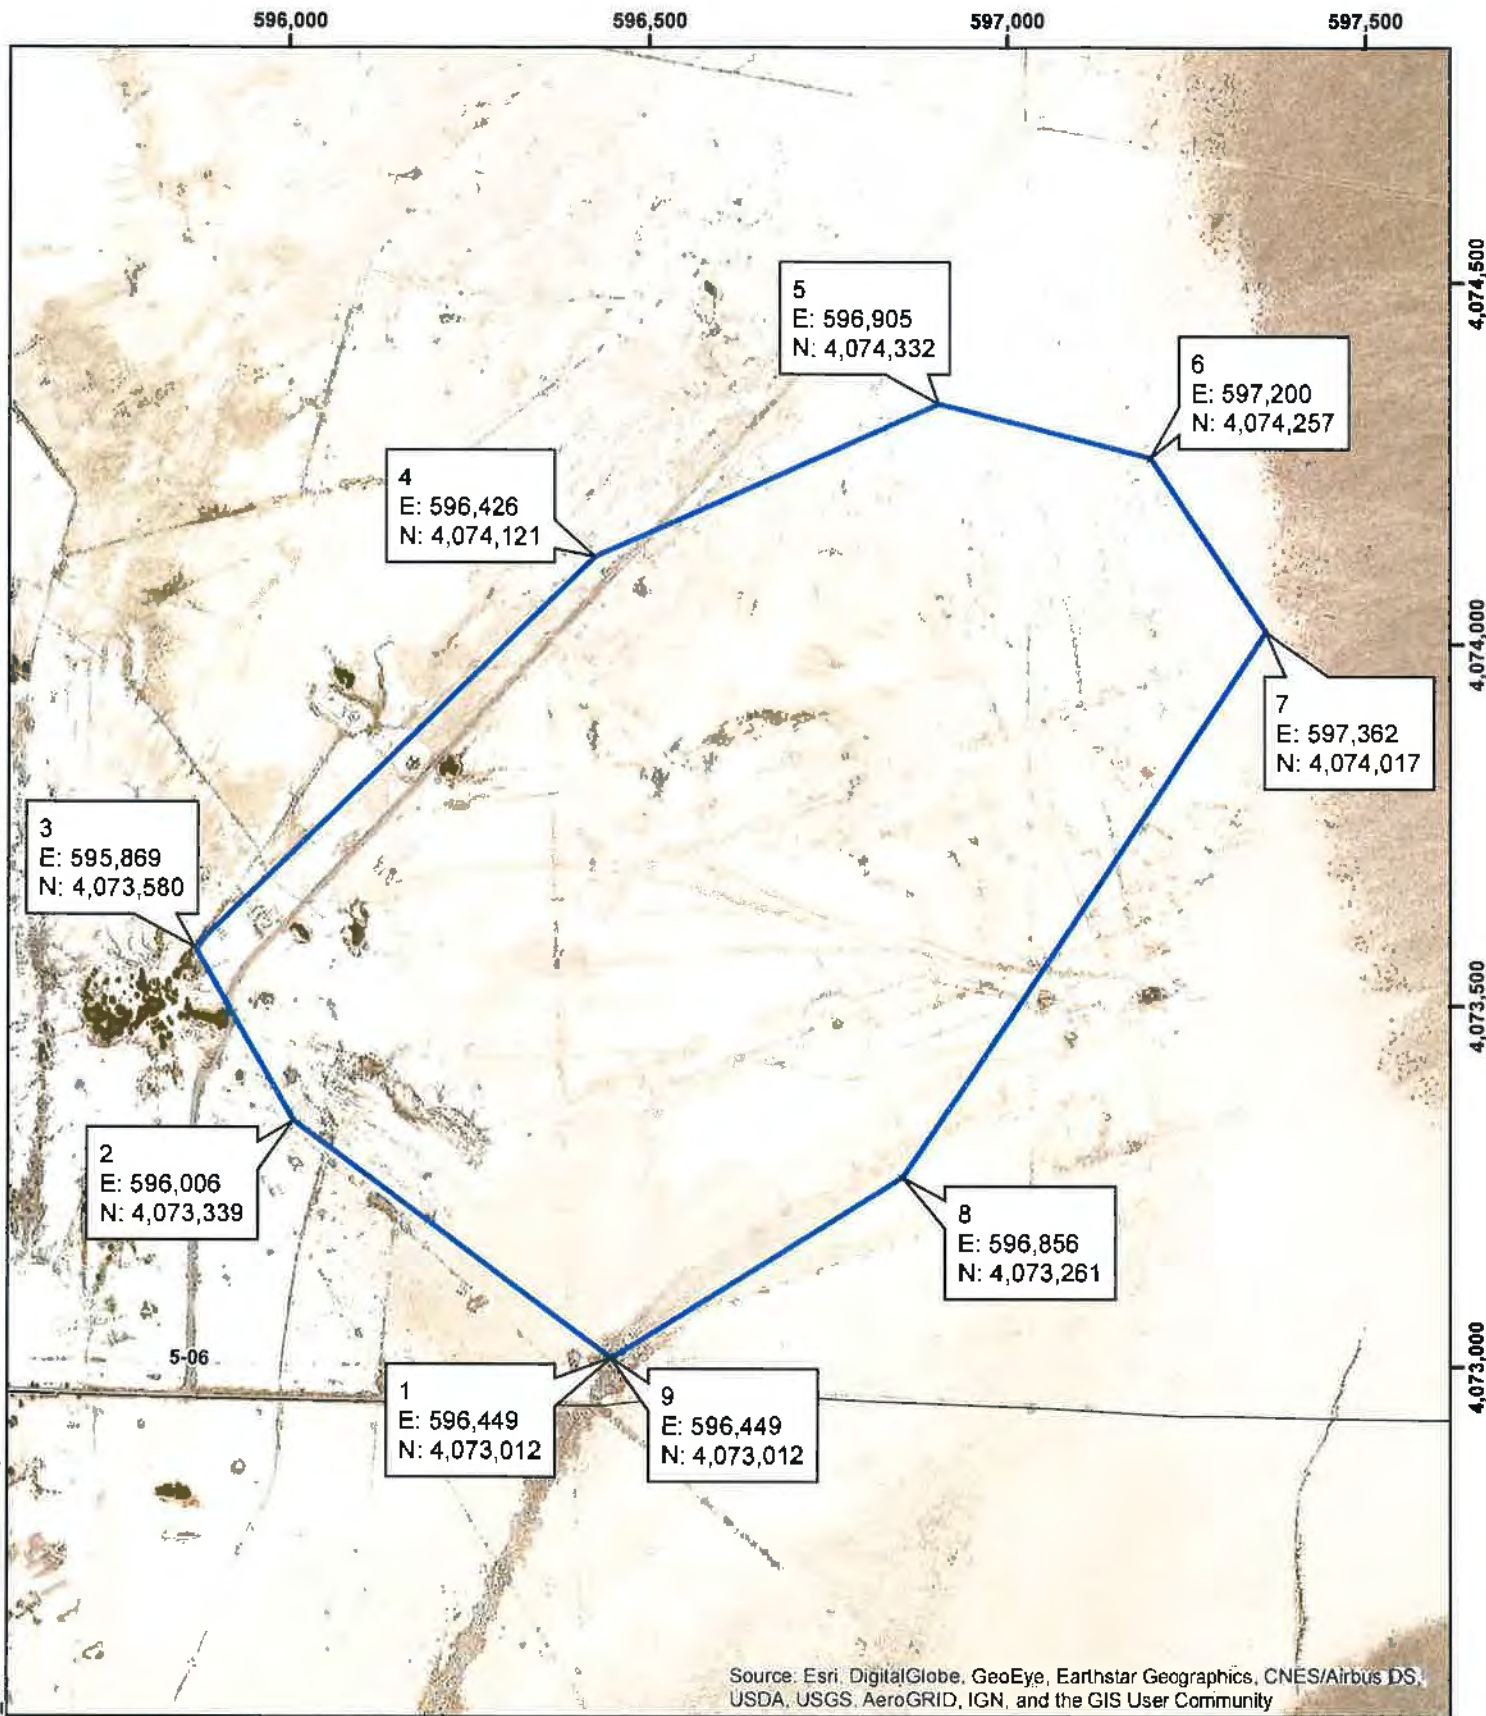 596,000
596,500
597,000
597,500
4,074,500
4,074,000
4,073,500
4,073,000
5
E: 596,905
N: 4,074,332
6
E: 597,200
N: 4,074,257
4
E: 596,426
N: 4,074,121
7
E: 597,362
N: 4,074,017
3
E: 595,869
N: 4,073,580
2
E: 596,006
N: 4,073,339
8
E: 596,856
N: 4,073,261
5-06
1
E: 596,449
N: 4,073,012
9
E: 596,449
N: 4,073,012
Source: Esri, DigitalGlobe, GeoEye, Earthstar Geographics, CNES/Airbus DS,
USDA, USGS, AeroGRID, IGN, and the GIS User Community